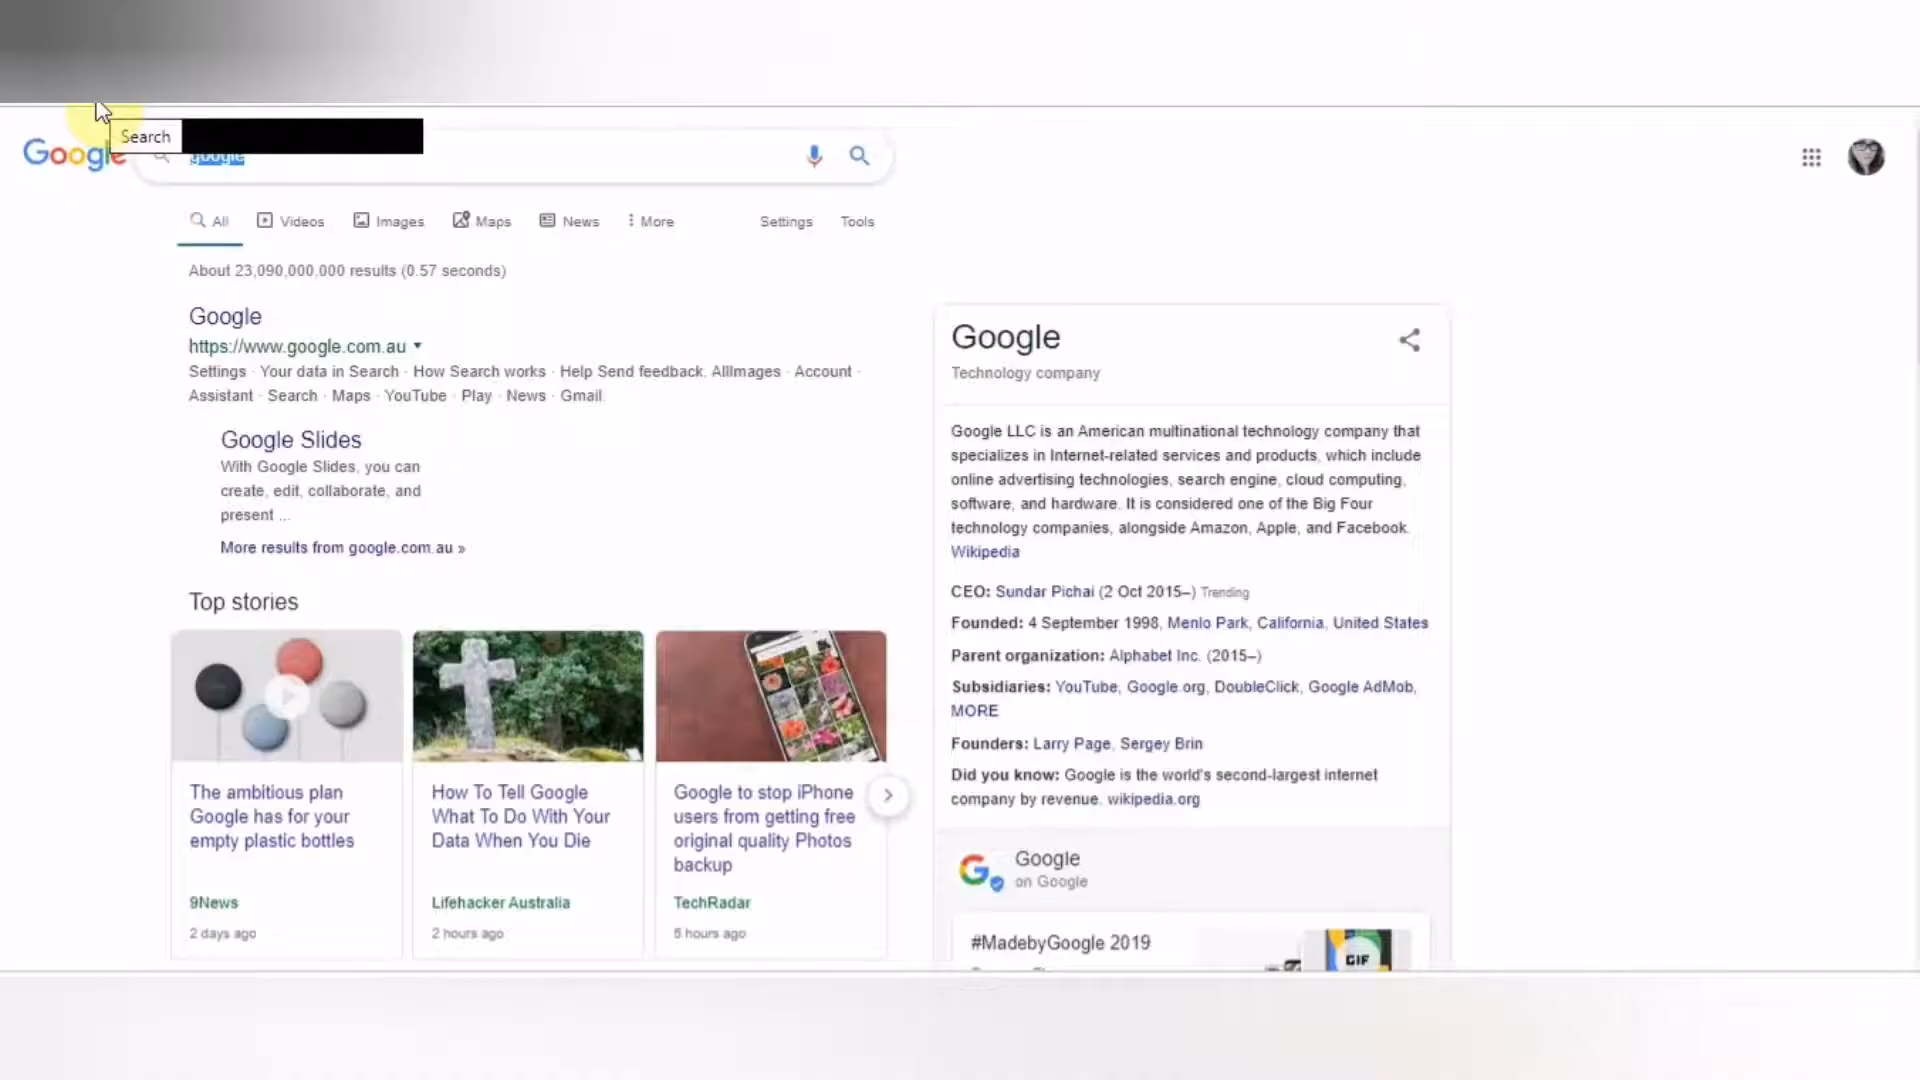 Search
Google
google
All Videos Images Maps News More Settings Tools
About 23,090,000,000 results (0.57 seconds)
Google
https://www.google.com.au
Settings · Your data in Search · How Search works · Help Send feedback. AllImages · Account ·
Assistant · Search · Maps · YouTube · Play · News · Gmail.
Google Slides
With Google Slides, you can
create, edit, collaborate, and
present ...
More results from google.com.au »
Top stories
The ambitious plan
Google has for your
empty plastic bottles
9News
2 days ago
How To Tell Google
What To Do With Your
Data When You Die
Lifehacker Australia
2 hours ago
Google to stop iPhone
users from getting free
original quality Photos
backup
TechRadar
5 hours ago
Google
Technology company
Google LLC is an American multinational technology company that
specializes in Internet-related services and products, which include
online advertising technologies, search engine, cloud computing,
software, and hardware. It is considered one of the Big Four
technology companies, alongside Amazon, Apple, and Facebook.
Wikipedia
CEO: Sundar Pichai (2 Oct 2015–) Trending
Founded: 4 September 1998, Menlo Park, California, United States
Parent organization: Alphabet Inc. (2015–)
Subsidiaries: YouTube, Google.org, DoubleClick, Google AdMob,
MORE
Founders: Larry Page, Sergey Brin
Did you know: Google is the world's second-largest internet
company by revenue. wikipedia.org
Google
on Google
#MadebyGoogle 2019
GIF